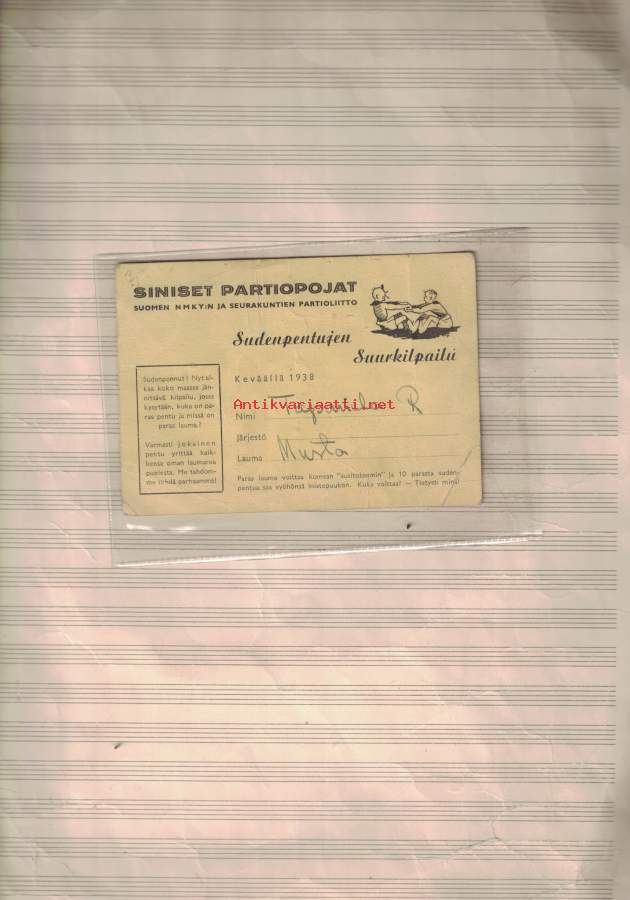 SINISET PARTIOPOJAT
SUOMEN NMKY:N JA SEURAKUNTIEN PARTIOLIITTO
Sudenpentujen
Suurkilpailu
Keväällä 1938
Antikvariaatti.net
Nimi R
Järjestö
Lauma Musta
Sudenpennut! Nyt al-
kaa koko maassa jän-
nittävä kilpailu, jossa
kysytään, kuka on pa-
ras pentu ja missä on
paras lauma?
Varmasti jokainen
pentu yrittää kaik-
kensa oman laumansa
puolesta. Me tahdom-
me tehdä parhaamme!
Paras lauma voittaa komean "susitoteemin" ja 10 parasta suden-
pentua saa vyöhönsä puukon. Kuka voittaa? — Tietysti minä!